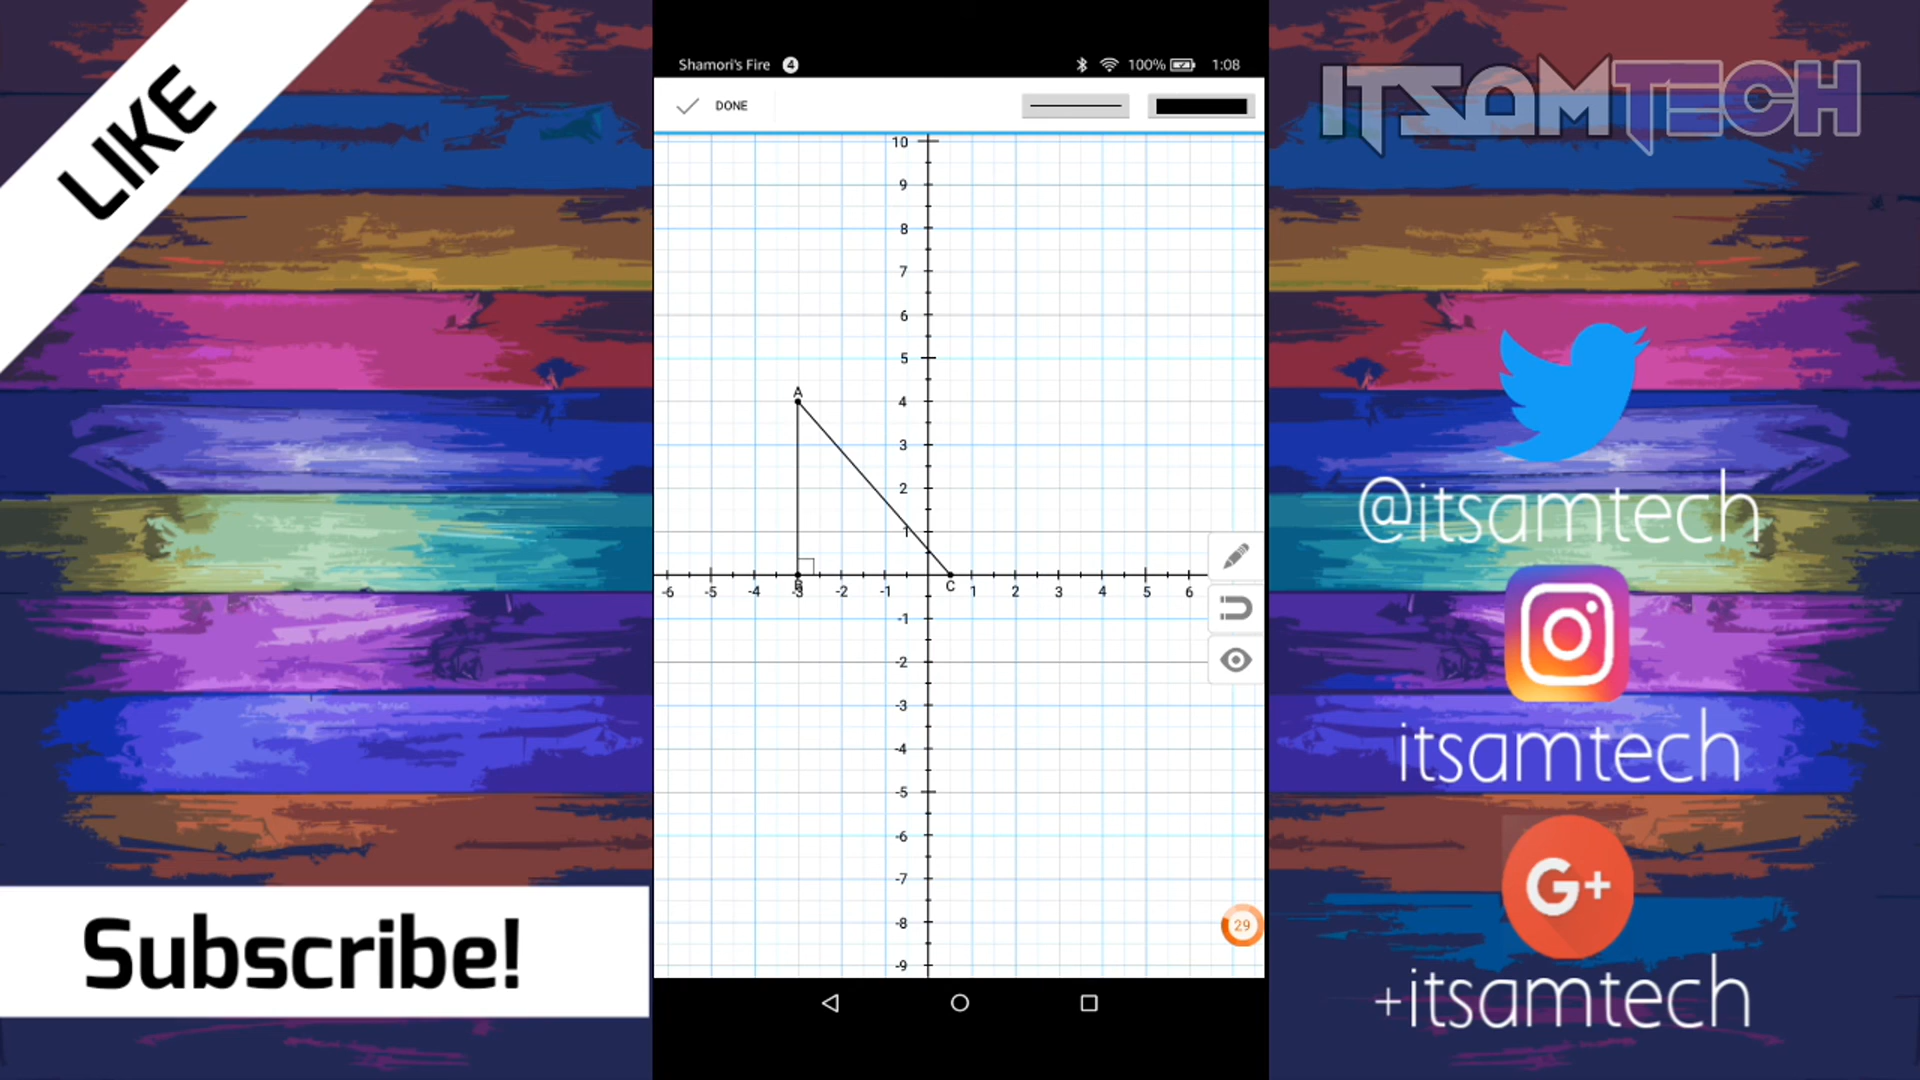 LIKE
Shamori's Fire 4 100% 1:08
DONE
ITSAMTECH
10
9
8
7
6
5
A
4
3
2
1
B C
-6 -5 -4 -3 -2 -1 1 2 3 4 5 6
-1
-2
-3
-4
-5
-6
-7
-8
-9
29
@itsamtech
itsamtech
G+
+itsamtech
Subscribe!